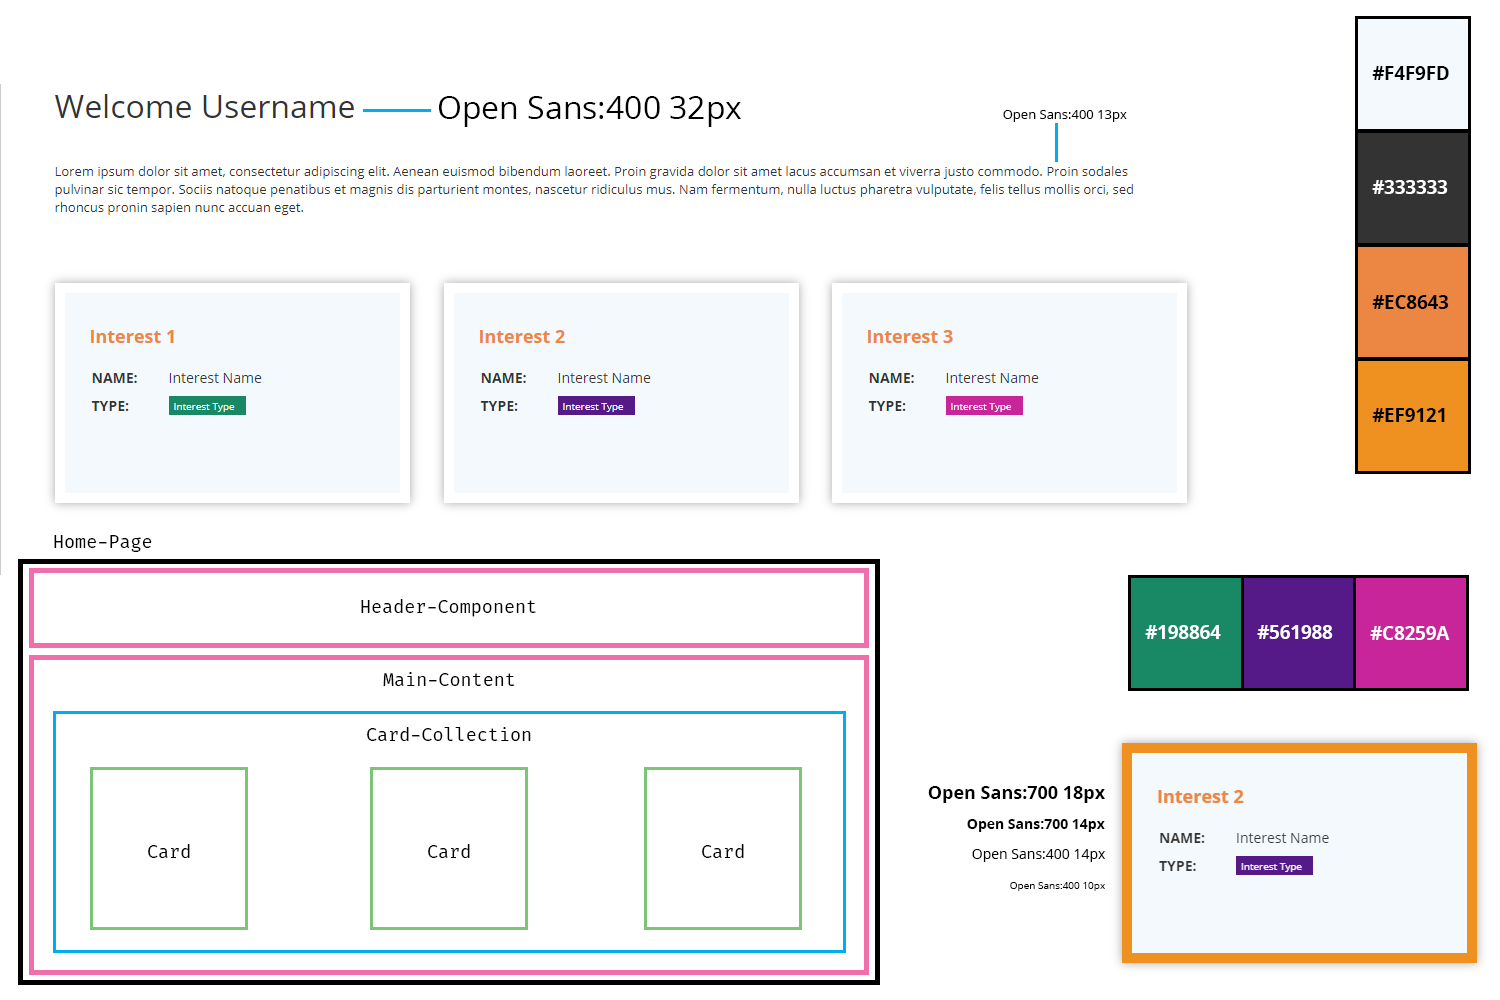 Welcome Username
Open Sans:400 32px
Open Sans:400 13px
Lorem ipsum dolor sit amet, consectetur adipiscing elit. Aenean euismod bibendum laoreet. Proin gravida dolor sit amet lacus accumsan et viverra justo commodo. Proin sodales
pulvinar sic tempor. Sociis natoque penatibus et magnis dis parturient montes, nascetur ridiculus mus. Nam fermentum, nulla luctus pharetra vulputate, felis tellus mollis orci, sed
rhoncus pronin sapien nunc accuan eget.
#F4F9FD
#333333
#EC8643
#EF9121
Interest 1
NAME: Interest Name
TYPE: Interest Type
Interest 2
NAME: Interest Name
TYPE: Interest Type
Interest 3
NAME: Interest Name
TYPE: Interest Type
Home-Page
Header-Component
Main-Content
Card-Collection
Card
Card
Card
#198864
#561988
#C8259A
Open Sans:700 18px
Open Sans:700 14px
Open Sans:400 14px
Open Sans:400 10px
Interest 2
NAME: Interest Name
TYPE: Interest Type